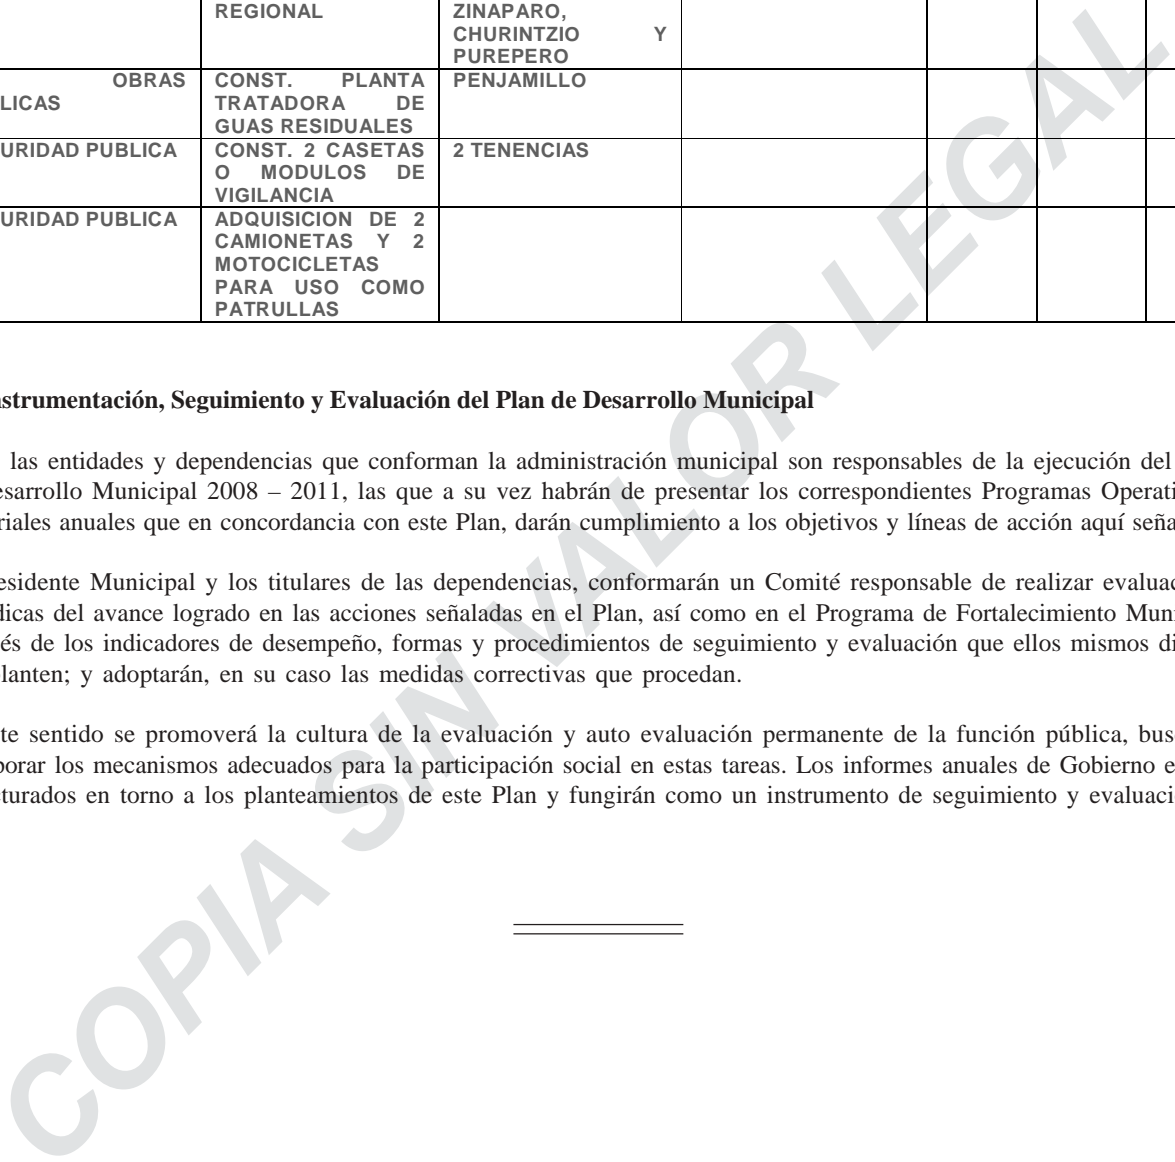 REGIONAL
ZINAPARO,
CHURINTZIO Y
PUREPERO
OBRAS
LICAS
CONST. PLANTA
TRATADORA DE
GUAS RESIDUALES
PENJAMILLO
URIDAD PUBLICA
CONST. 2 CASETAS
O MODULOS DE
VIGILANCIA
2 TENENCIAS
URIDAD PUBLICA
ADQUISICION DE 2
CAMIONETAS Y 2
MOTOCICLETAS
PARA USO COMO
PATRULLAS
nstrumentación, Seguimiento y Evaluación del Plan de Desarrollo Municipal
las entidades y dependencias que conforman la administración municipal son responsables de la ejecución del
esarrollo Municipal 2008 – 2011, las que a su vez habrán de presentar los correspondientes Programas Operati
riales anuales que en concordancia con este Plan, darán cumplimiento a los objetivos y líneas de acción aquí seña
esidente Municipal y los titulares de las dependencias, conformarán un Comité responsable de realizar evaluac
dicas del avance logrado en las acciones señaladas en el Plan, así como en el Programa de Fortalecimiento Mun
és de los indicadores de desempeño, formas y procedimientos de seguimiento y evaluación que ellos mismos di
lanten; y adoptarán, en su caso las medidas correctivas que procedan.
te sentido se promoverá la cultura de la evaluación y auto evaluación permanente de la función pública, bus
porar los mecanismos adecuados para la participación social en estas tareas. Los informes anuales de Gobierno e
cturados en torno a los planteamientos de este Plan y fungirán como un instrumento de seguimiento y evaluaci
COPIA SIN VALOR LEGAL